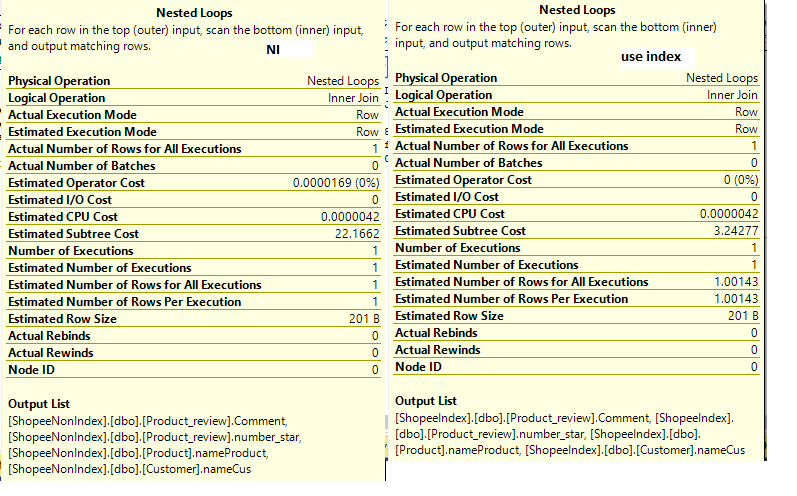 Nested Loops
For each row in the top (outer) input, scan the bottom (inner) input,
and output matching rows.
NI
Physical Operation Nested Loops
Logical Operation Inner Join
Actual Execution Mode Row
Estimated Execution Mode Row
Actual Number of Rows for All Executions 1
Actual Number of Batches 0
Estimated Operator Cost 0.0000169 (0%)
Estimated I/O Cost 0
Estimated CPU Cost 0.0000042
Estimated Subtree Cost 22.1662
Number of Executions 1
Estimated Number of Executions 1
Estimated Number of Rows for All Executions 1
Estimated Number of Rows Per Execution 1
Estimated Row Size 201 B
Actual Rebinds 0
Actual Rewinds 0
Node ID 0
Output List
[ShopeeNonIndex].[dbo].[Product_review].Comment,
[ShopeeNonIndex].[dbo].[Product_review].number_star,
[ShopeeNonIndex].[dbo].[Product].nameProduct,
[ShopeeNonIndex].[dbo].[Customer].nameCus
Nested Loops
For each row in the top (outer) input, scan the bottom (inner)
input, and output matching rows.
use index
Physical Operation Nested Loops
Logical Operation Inner Join
Actual Execution Mode Row
Estimated Execution Mode Row
Actual Number of Rows for All Executions 1
Actual Number of Batches 0
Estimated Operator Cost 0 (0%)
Estimated I/O Cost 0
Estimated CPU Cost 0.0000042
Estimated Subtree Cost 3.24277
Number of Executions 1
Estimated Number of Executions 1
Estimated Number of Rows for All Executions 1.00143
Estimated Number of Rows Per Execution 1.00143
Estimated Row Size 201 B
Actual Rebinds 0
Actual Rewinds 0
Node ID 0
Output List
[ShopeeIndex].[dbo].[Product_review].Comment, [ShopeeIndex].
[dbo].[Product_review].number_star, [ShopeeIndex].[dbo].
[Product].nameProduct, [ShopeeIndex].[dbo].[Customer].nameCus